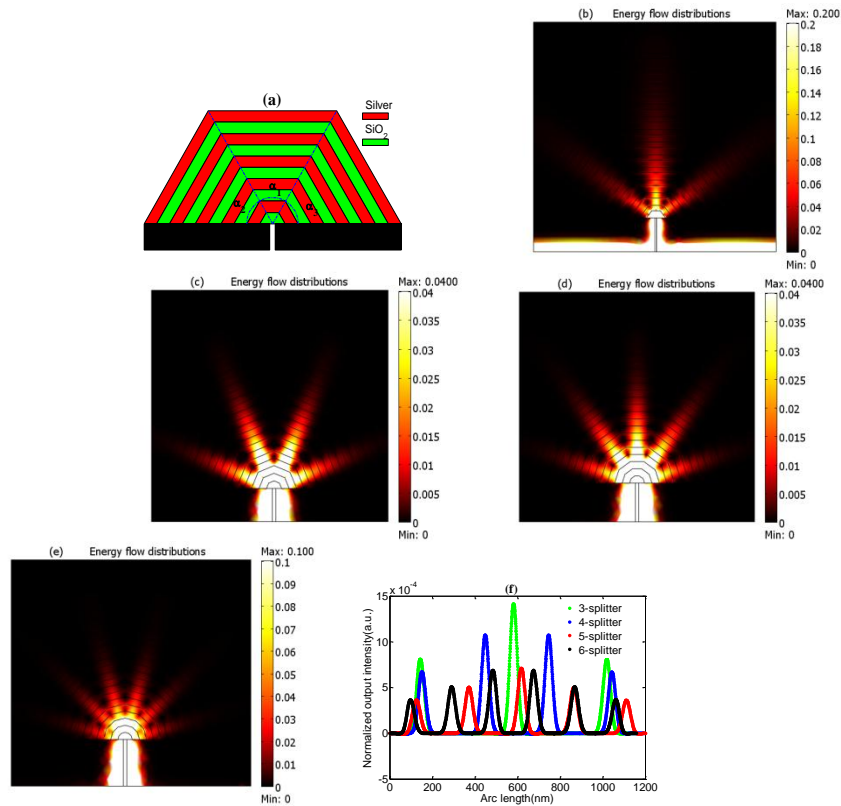 (a)
Silver
SiO2
α1
α2
α3
(b) Energy flow distributions Max: 0.200
0.2
0.18
0.16
0.14
0.12
0.1
0.08
0.06
0.04
0.02
0
Min: 0
(c) Energy flow distributions Max: 0.0400
0.04
0.035
0.03
0.025
0.02
0.015
0.01
0.005
0
Min: 0
(d) Energy flow distributions Max: 0.0400
0.04
0.035
0.03
0.025
0.02
0.015
0.01
0.005
0
Min: 0
(e) Energy flow distributions Max: 0.100
0.1
0.09
0.08
0.07
0.06
0.05
0.04
0.03
0.02
0.01
0
Min: 0
(f)
x 10-4
15
10
5
0
-5
Normalized output intensity(a.u.)
3-splitter
4-splitter
5-splitter
6-splitter
0 200 400 600 800 1000 1200
Arc length(nm)